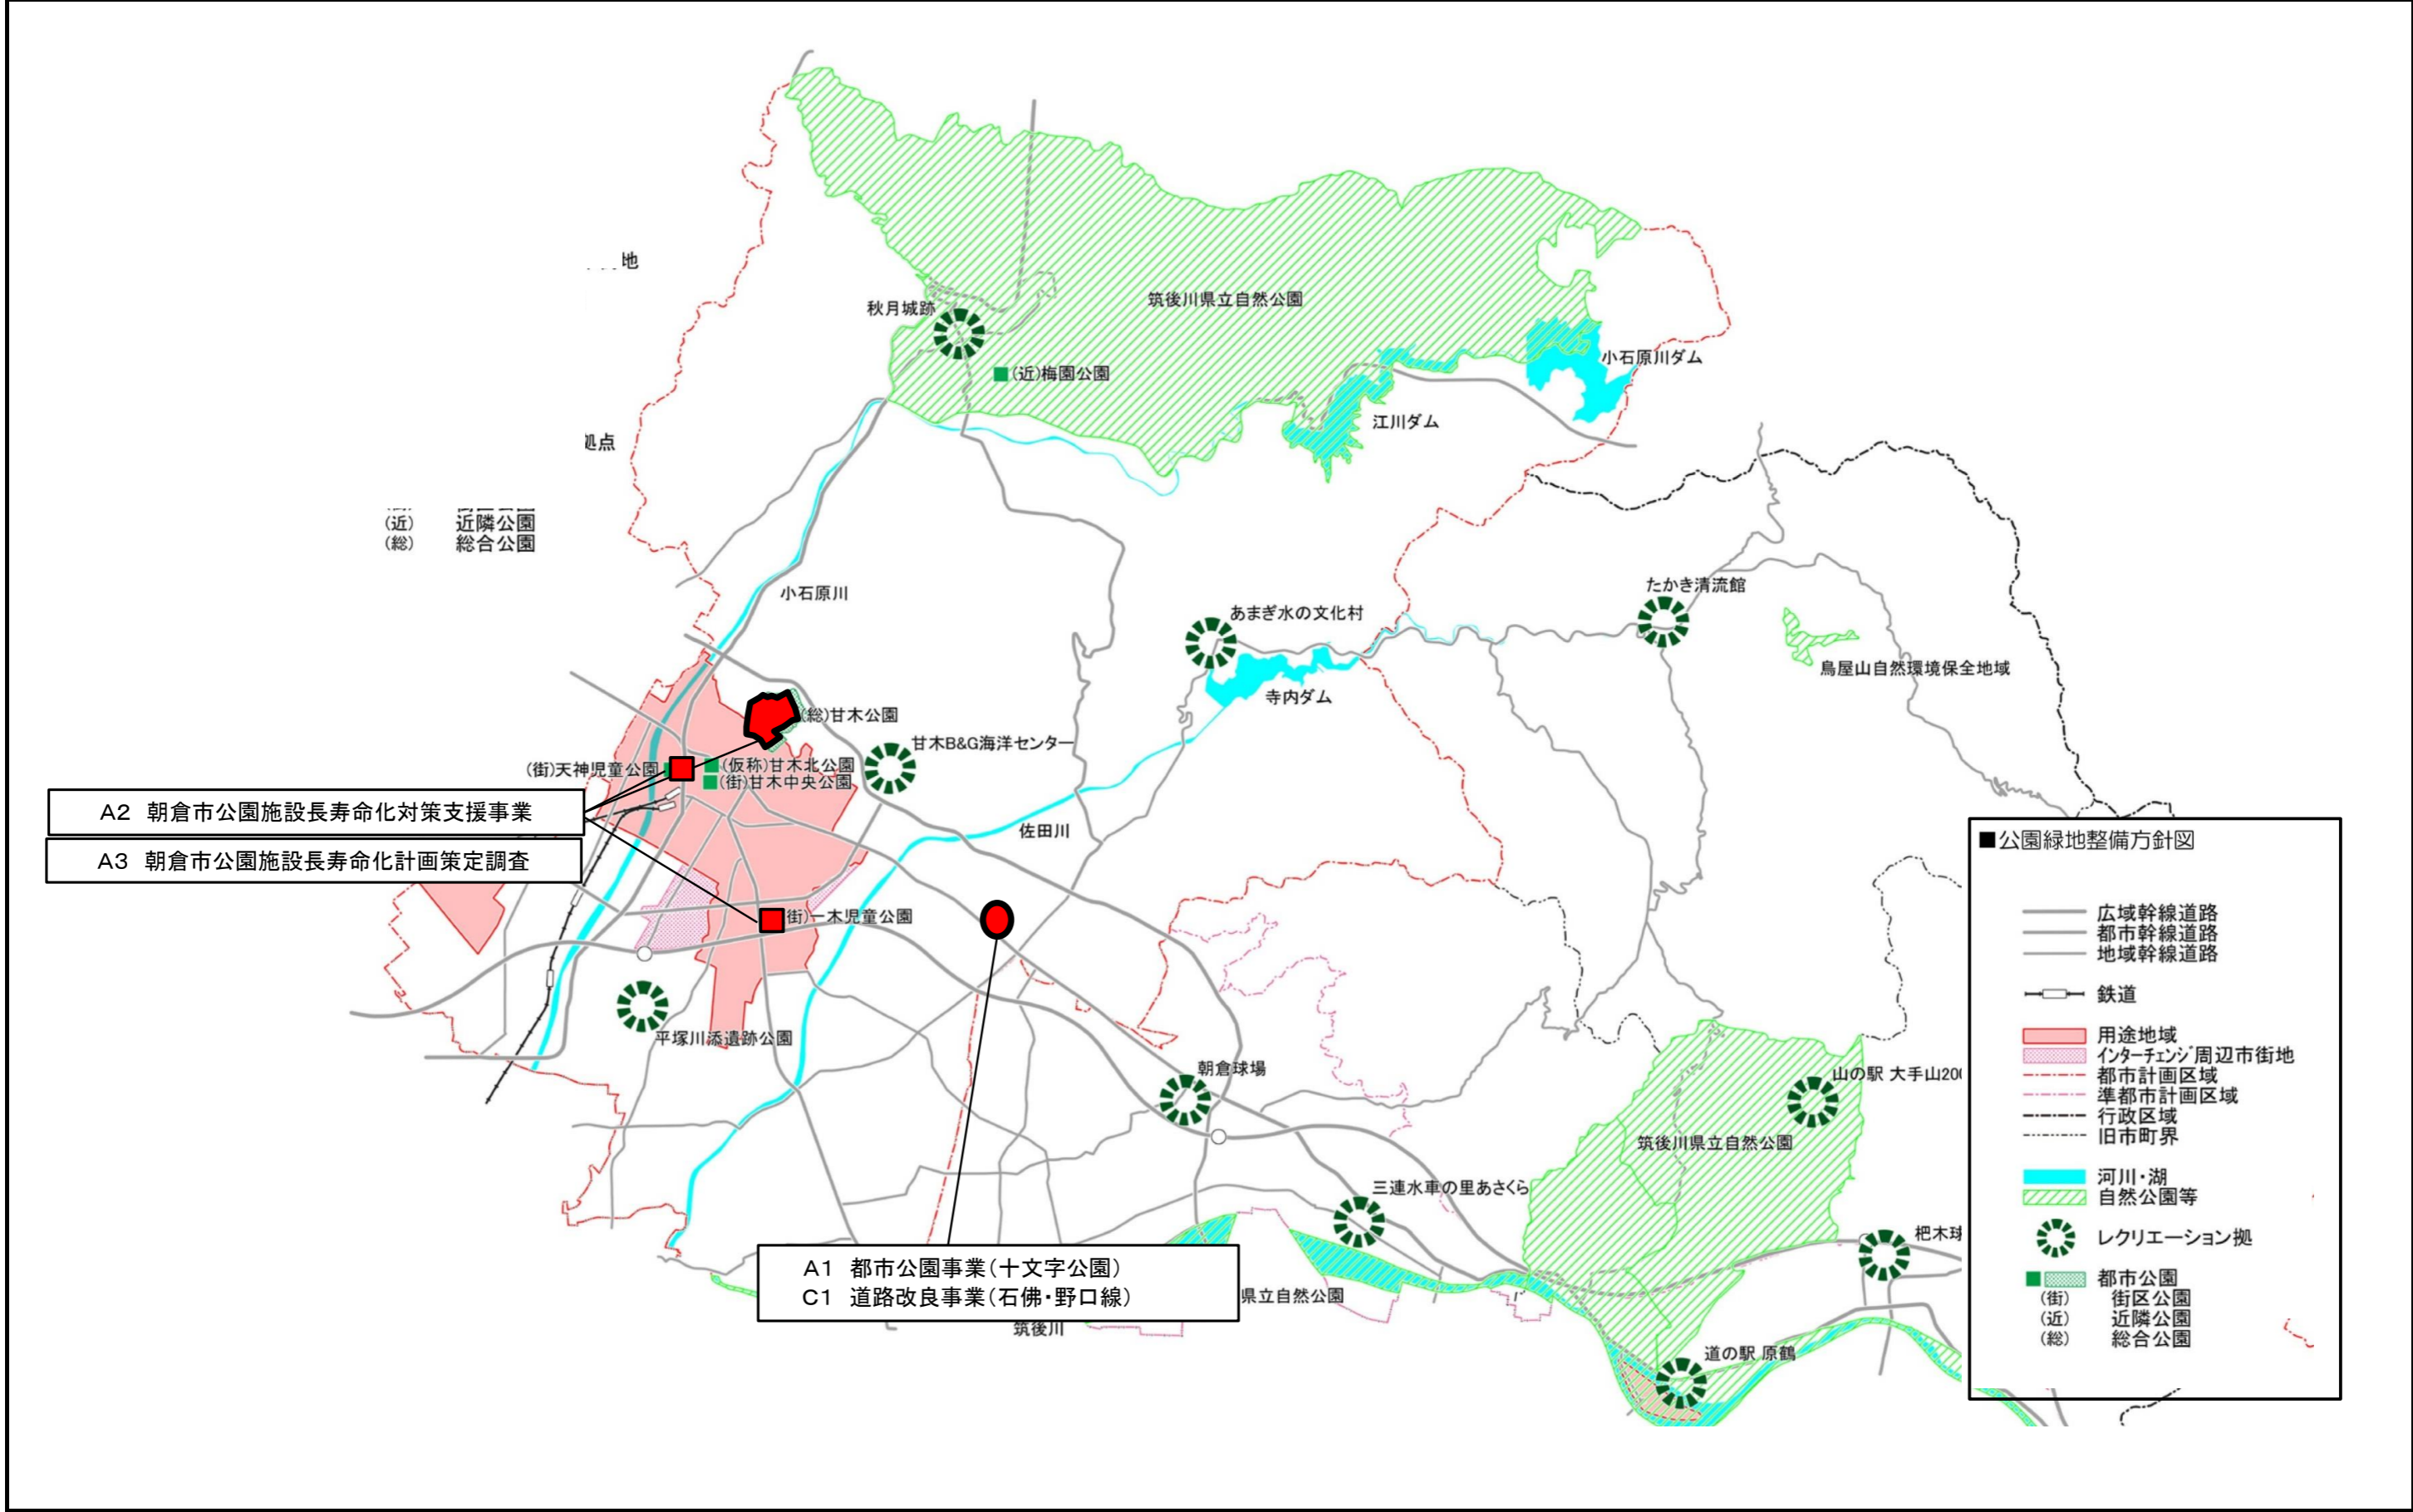 地
秋月城跡
筑後川県立自然公園
小石原川ダム
(近)梅園公園
江川ダム
拠点
(近) 近隣公園
(総) 総合公園
小石原川
たかき清流館
あまぎ水の文化村
鳥屋山自然環境保全地域
寺内ダム
(総)甘木公園
甘木B&G海洋センター
(街)天神児童公園
(仮称)甘木北公園
(街)甘木中央公園
A2 朝倉市公園施設長寿命化対策支援事業
佐田川
A3 朝倉市公園施設長寿命化計画策定調査
(街)一木児童公園
平塚川添遺跡公園
朝倉球場
山の駅 大手山200
筑後川県立自然公園
三連水車の里あさくら
杷木球
A1 都市公園事業(十文字公園)
C1 道路改良事業(石佛・野口線)
県立自然公園
筑後川
道の駅 原鶴
■公園緑地整備方針図
広域幹線道路
都市幹線道路
地域幹線道路
鉄道
用途地域
インターチェンジ周辺市街地
都市計画区域
準都市計画区域
行政区域
旧市町界
河川・湖
自然公園等
レクリエーション拠
都市公園
(街) 街区公園
(近) 近隣公園
(総) 総合公園